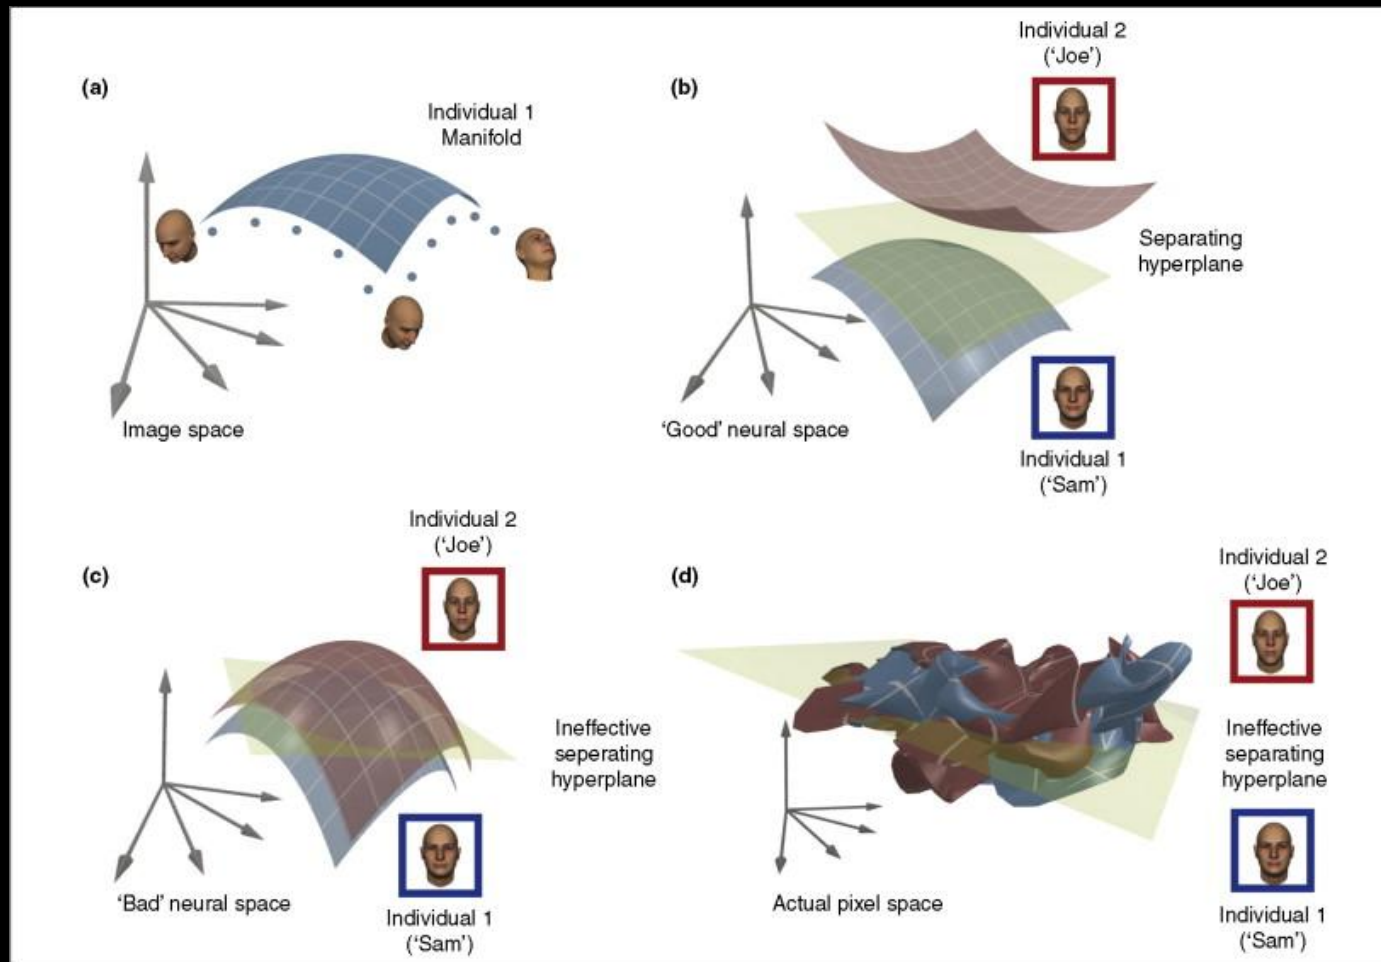 (a)
Individual 1
Manifold
Image space
(b)
Individual 2
('Joe')
Separating
hyperplane
'Good' neural space
Individual 1
('Sam')
(c)
Individual 2
('Joe')
Ineffective
seperating
hyperplane
'Bad' neural space
Individual 1
('Sam')
(d)
Individual 2
('Joe')
Ineffective
separating
hyperplane
Actual pixel space
Individual 1
('Sam')